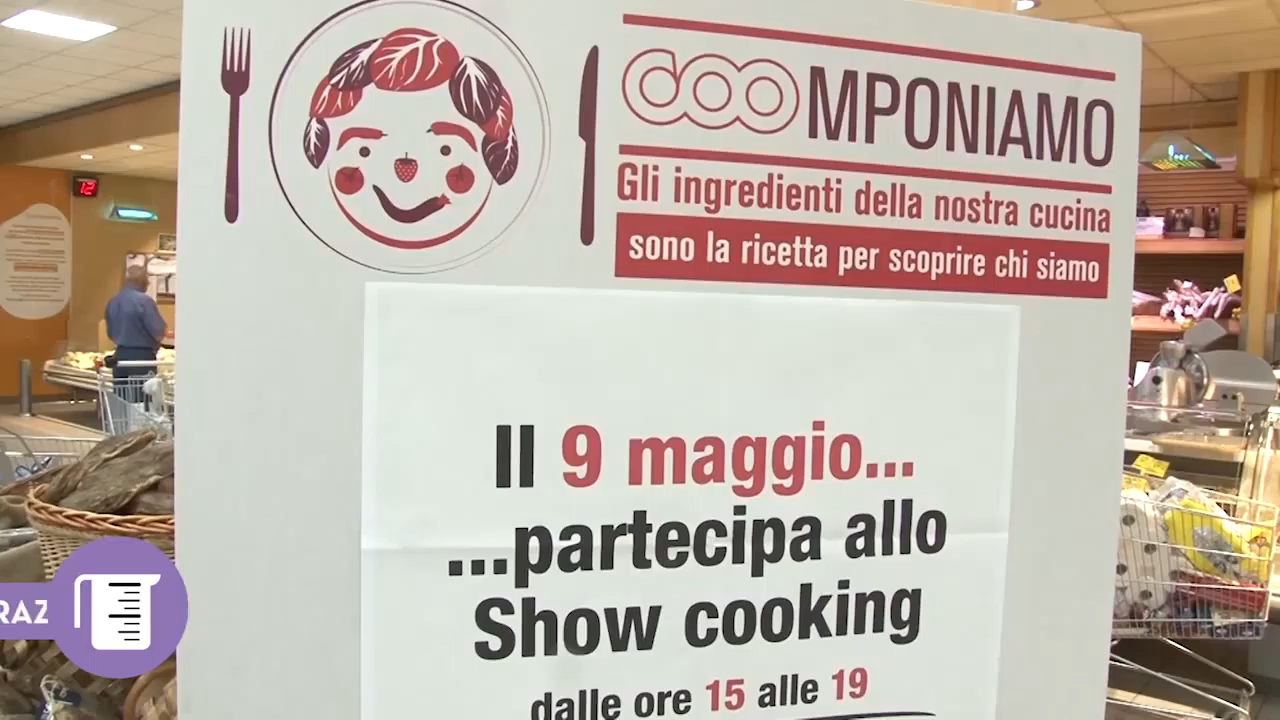 COOMPONIAMO
Gli ingredienti della nostra cucina
sono la ricetta per scoprire chi siamo
Il 9 maggio...
...partecipa allo
Show cooking
dalle ore 15 alle 19
72
RAZ